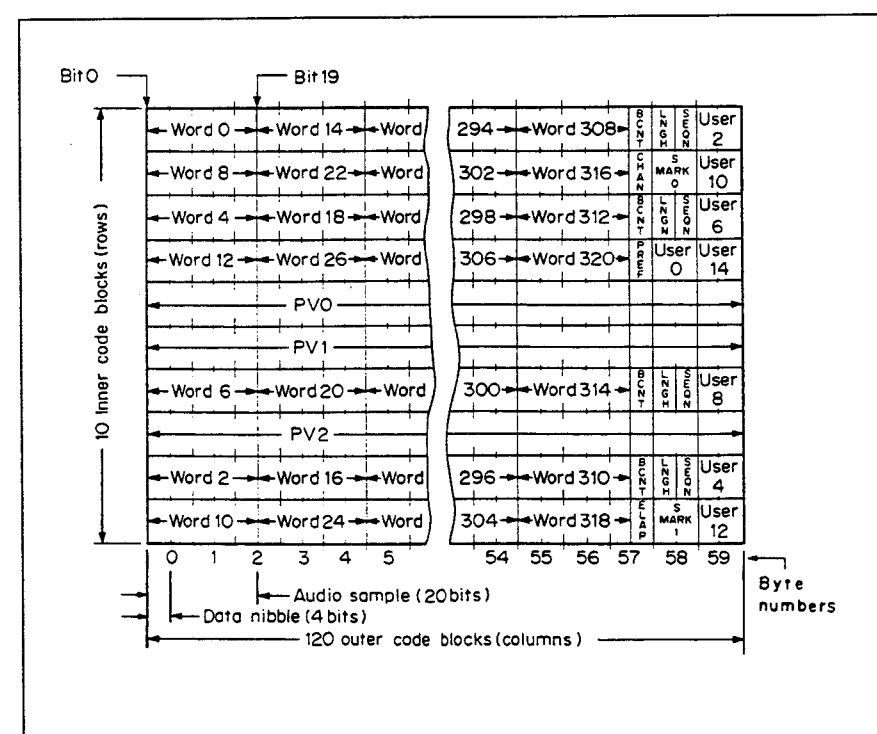 Bit 0 Bit 19
Word 0 Word 14 Word 294 Word 308 BCNT LNGH SEQN User 2
Word 8 Word 22 Word 302 Word 316 CHAN S MARK 0 User 10
Word 4 Word 18 Word 298 Word 312 BCNT LNGN SEQN User 6
Word 12 Word 26 Word 306 Word 320 PREF User 0 User 14
PV0
PV1
Word 6 Word 20 Word 300 Word 314 BCNT LNGH SEQN User 8
PV2
Word 2 Word 16 Word 296 Word 310 BCNT LNGH SEQN User 4
Word 10 Word 24 Word 304 Word 318 ELAP S MARK 1 User 12
10 Inner code blocks (rows)
0 1 2 3 4 5 54 55 56 57 58 59
Byte numbers
Audio sample (20 bits)
Data nibble (4 bits)
120 outer code blocks (columns)